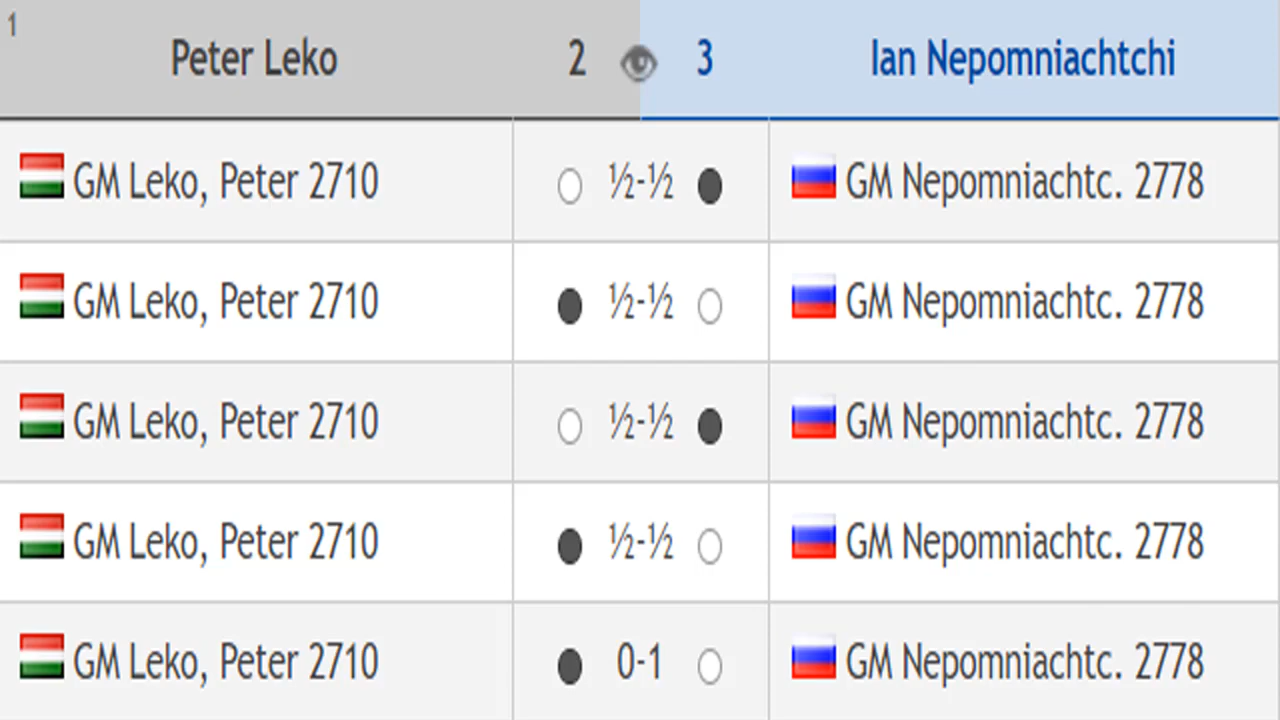 1
Peter Leko 2 3 Ian Nepomniachtchi
GM Leko, Peter 2710 ½-½ GM Nepomniachtc. 2778
GM Leko, Peter 2710 ½-½ GM Nepomniachtc. 2778
GM Leko, Peter 2710 ½-½ GM Nepomniachtc. 2778
GM Leko, Peter 2710 ½-½ GM Nepomniachtc. 2778
GM Leko, Peter 2710 0-1 GM Nepomniachtc. 2778